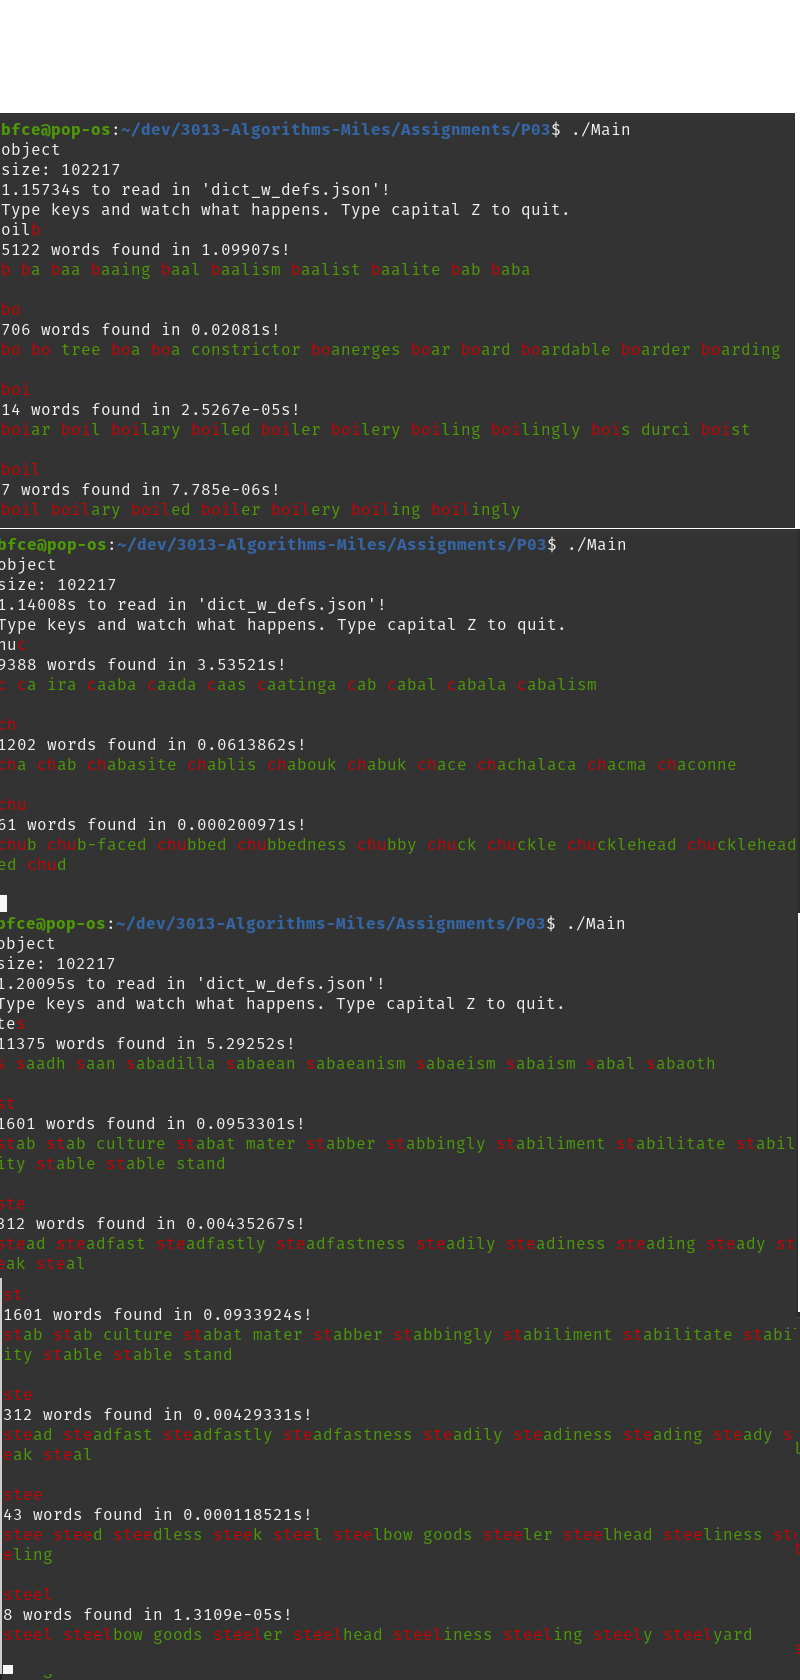 bfce@pop-os:~/dev/3013-Algorithms-Miles/Assignments/P03$ ./Main
object
size: 102217
1.15734s to read in 'dict_w_defs.json'!
Type keys and watch what happens. Type capital Z to quit.
oilb
5122 words found in 1.09907s!
b ba baa baaing baal baalism baalist baalite bab baba
bo
706 words found in 0.02081s!
bo bo tree boa boa constrictor boanerges boar board boardable boarder boarding
boi
14 words found in 2.5267e-05s!
boiar boil boilary boiled boiler boilery boiling boilingly bois durci boist
boil
7 words found in 7.785e-06s!
boil boilary boiled boiler boilery boiling boilingly
bfce@pop-os:~/dev/3013-Algorithms-Miles/Assignments/P03$ ./Main
object
size: 102217
1.14008s to read in 'dict_w_defs.json'!
Type keys and watch what happens. Type capital Z to quit.
huc
9388 words found in 3.53521s!
c ca ira caaba caada caas caatinga cab cabal cabala cabalism
ch
1202 words found in 0.0613862s!
cha chab chabasite chablis chabouk chabuk chace chachalaca chacma chaconne
chu
61 words found in 0.000200971s!
chub chub-faced chubbed chubbedness chubby chuck chuckle chucklehead chucklehead
ed chud
bfce@pop-os:~/dev/3013-Algorithms-Miles/Assignments/P03$ ./Main
object
size: 102217
1.20095s to read in 'dict_w_defs.json'!
Type keys and watch what happens. Type capital Z to quit.
tes
11375 words found in 5.29252s!
s saadh saan sabadilla sabaean sabaeanism sabaeism sabaism sabal sabaoth
st
1601 words found in 0.0953301s!
stab stab culture stabat mater stabber stabbingly stabiliment stabilitate stabil
ity stable stable stand
ste
312 words found in 0.00435267s!
stead steadfast steadfastly steadfastness steadily steadiness steading steady st
eak steal
st
1601 words found in 0.0933924s!
stab stab culture stabat mater stabber stabbingly stabiliment stabilitate stabil
ity stable stable stand
ste
312 words found in 0.00429331s!
stead steadfast steadfastly steadfastness steadily steadiness steading steady s
eak steal
stee
43 words found in 0.000118521s!
stee steed steedless steek steel steelbow goods steeler steelhead steeliness st
eling
steel
8 words found in 1.3109e-05s!
steel steelbow goods steeler steelhead steeliness steeling steely steelyard